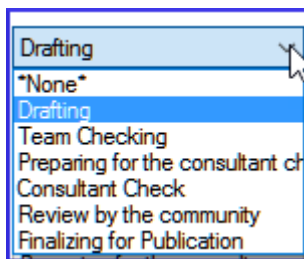 Drafting
*None*
Drafting
Team Checking
Preparing for the consultant ch
Consultant Check
Review by the community
Finalizing for Publication